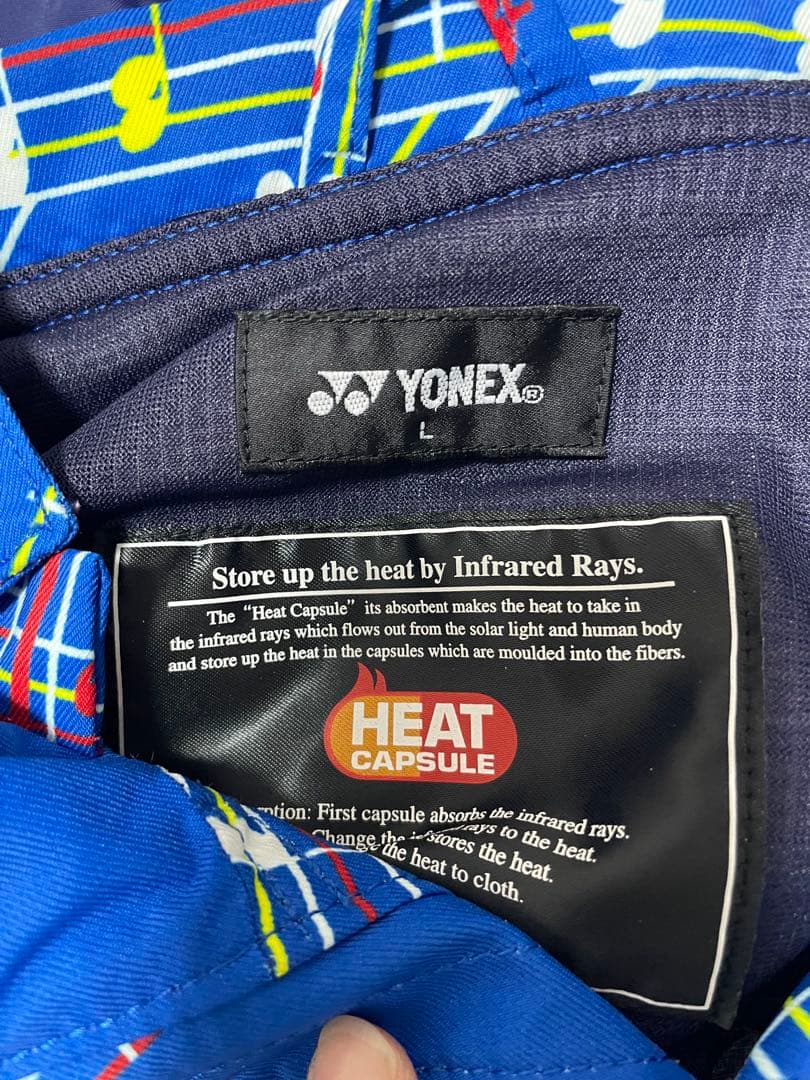 YONEX®
L
Store up the heat by Infrared Rays.
The "Heat Capsule" its absorbent makes the heat to take in
the infrared rays which flows out from the solar light and human body
and store up the heat in the capsules which are moulded into the fibers.
HEAT
CAPSULE
First capsule absorbs the infrared rays.
Change the rays to the heat.
stores the heat.
the heat to cloth.